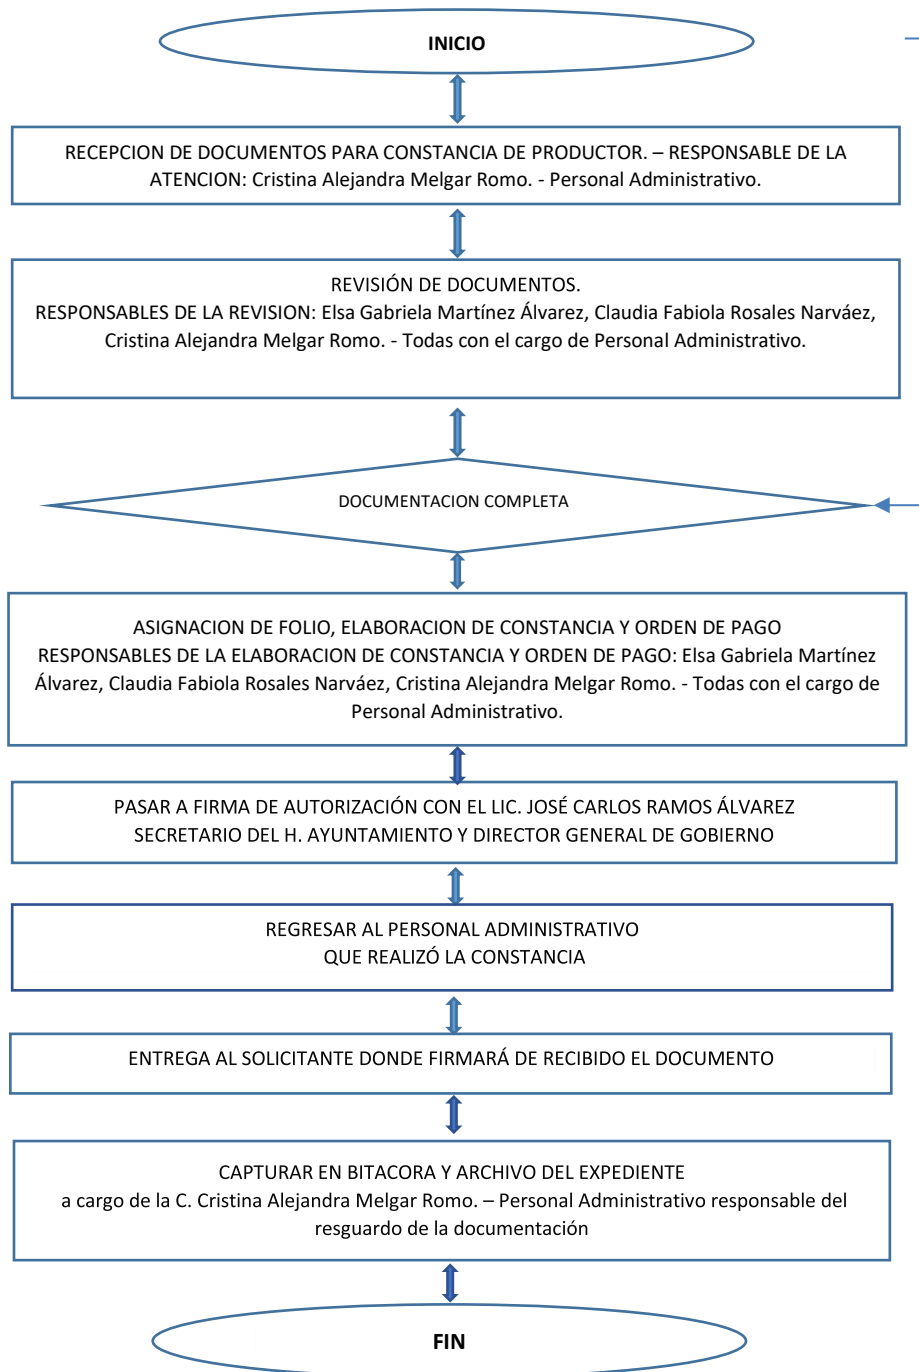 INICIO
RECEPCION DE DOCUMENTOS PARA CONSTANCIA DE PRODUCTOR. – RESPONSABLE DE LA
ATENCION: Cristina Alejandra Melgar Romo. - Personal Administrativo.
REVISIÓN DE DOCUMENTOS.
RESPONSABLES DE LA REVISION: Elsa Gabriela Martínez Álvarez, Claudia Fabiola Rosales Narváez,
Cristina Alejandra Melgar Romo. - Todas con el cargo de Personal Administrativo.
DOCUMENTACION COMPLETA
ASIGNACION DE FOLIO, ELABORACION DE CONSTANCIA Y ORDEN DE PAGO
RESPONSABLES DE LA ELABORACION DE CONSTANCIA Y ORDEN DE PAGO: Elsa Gabriela Martínez
Álvarez, Claudia Fabiola Rosales Narváez, Cristina Alejandra Melgar Romo. - Todas con el cargo de
Personal Administrativo.
PASAR A FIRMA DE AUTORIZACIÓN CON EL LIC. JOSÉ CARLOS RAMOS ÁLVAREZ
SECRETARIO DEL H. AYUNTAMIENTO Y DIRECTOR GENERAL DE GOBIERNO
REGRESAR AL PERSONAL ADMINISTRATIVO
QUE REALIZÓ LA CONSTANCIA
ENTREGA AL SOLICITANTE DONDE FIRMARÁ DE RECIBIDO EL DOCUMENTO
CAPTURAR EN BITACORA Y ARCHIVO DEL EXPEDIENTE
a cargo de la C. Cristina Alejandra Melgar Romo. – Personal Administrativo responsable del
resguardo de la documentación
FIN